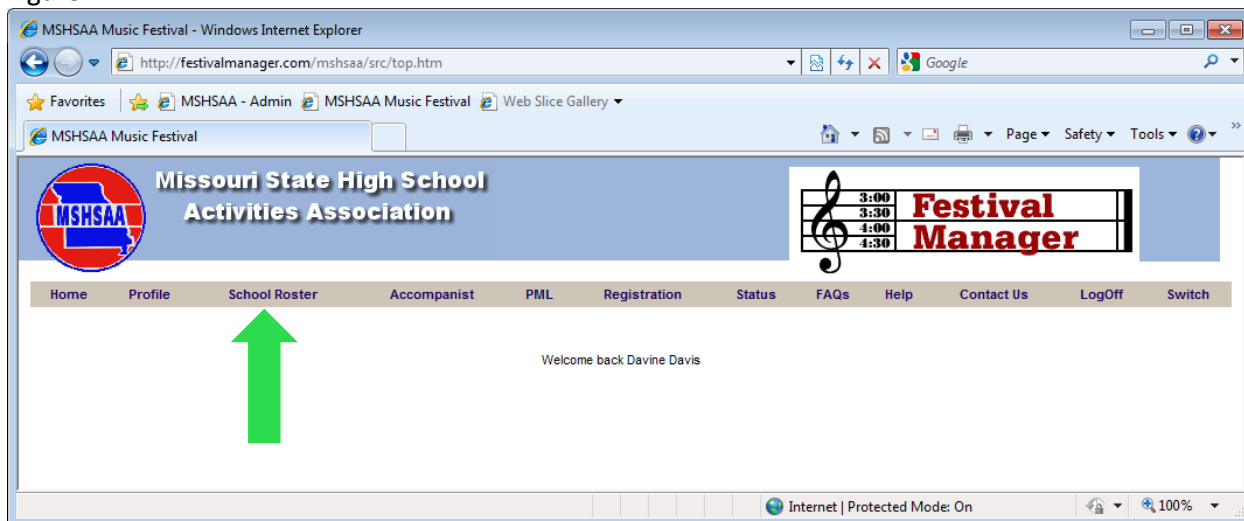 MSHSAA Music Festival - Windows Internet Explorer
http://festivalmanager.com/mshsaa/src/top.htm
Google
Favorites MSHSAA - Admin MSHSAA Music Festival Web Slice Gallery
MSHSAA Music Festival Page Safety Tools
Missouri State High School
Activities Association
MSHSAA
3:00
3:30
4:00
4:30
Festival
Manager
Home Profile School Roster Accompanist PML Registration Status FAQs Help Contact Us LogOff Switch
Welcome back Davine Davis
Internet | Protected Mode: On 100%